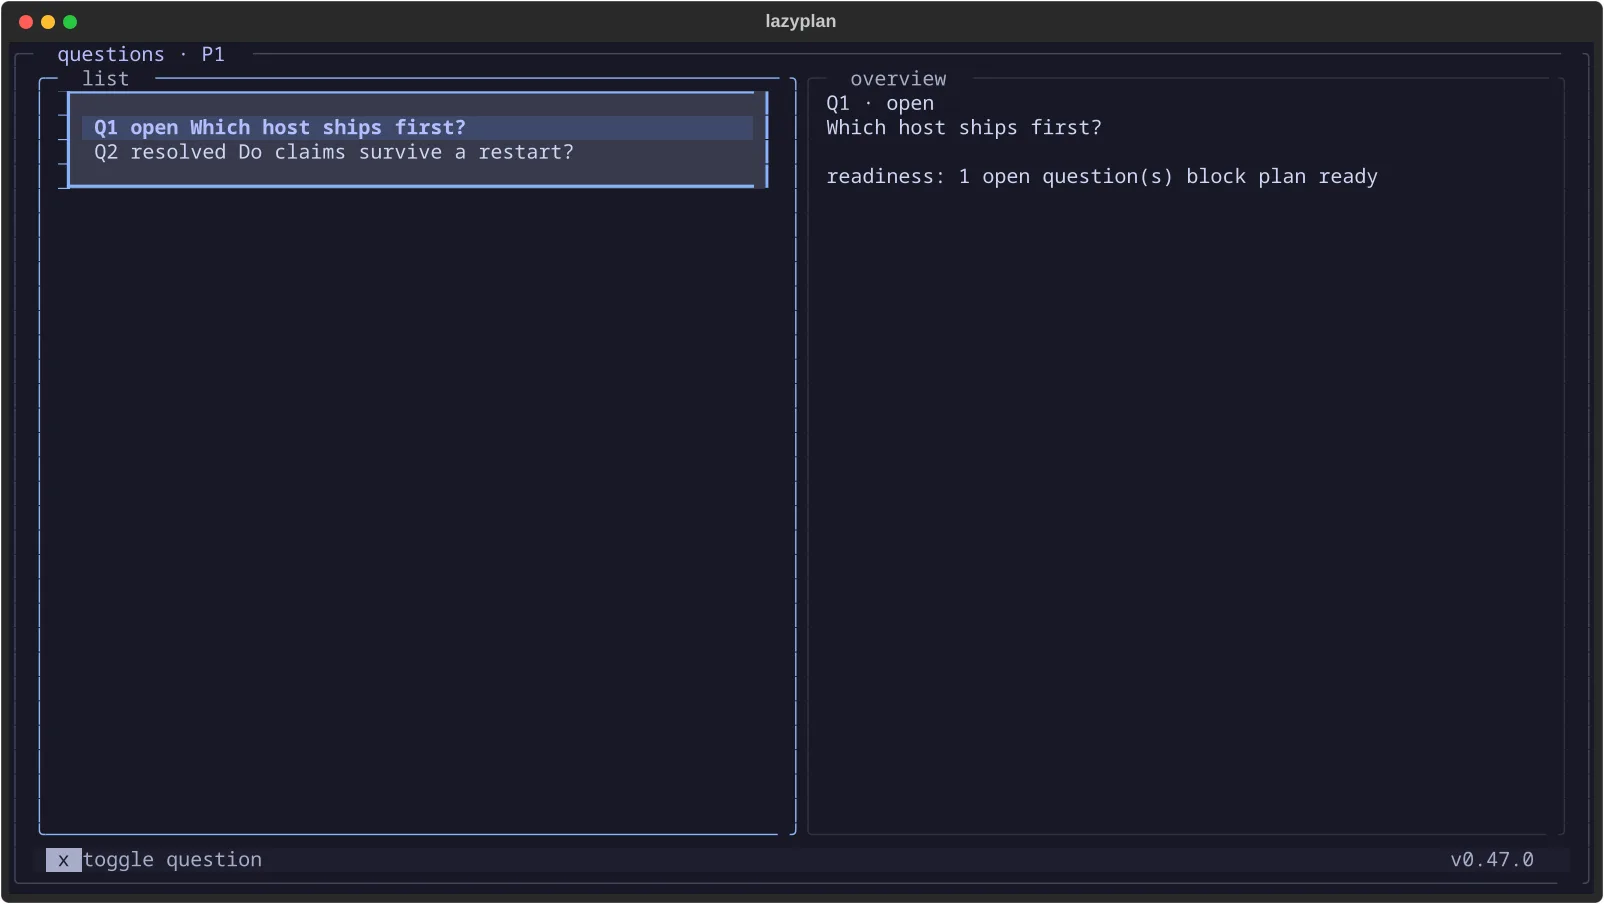 lazyplan
questions · P1
list
Q1 open Which host ships first?
Q2 resolved Do claims survive a restart?
overview
Q1 · open
Which host ships first?
readiness: 1 open question(s) block plan ready
x toggle question
v0.47.0